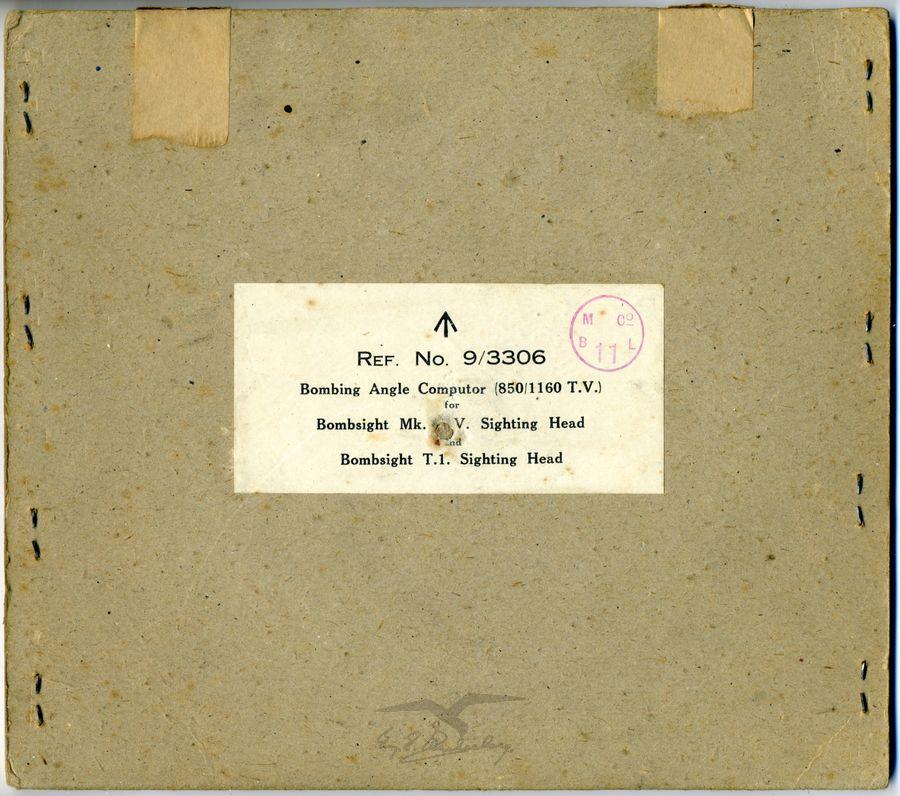 REF. No. 9/3306
Bombing Angle Computor (850/1160 T.V.)
for
Bombsight Mk. V. Sighting Head
and
Bombsight T.1. Sighting Head
M Cº
B 11 L